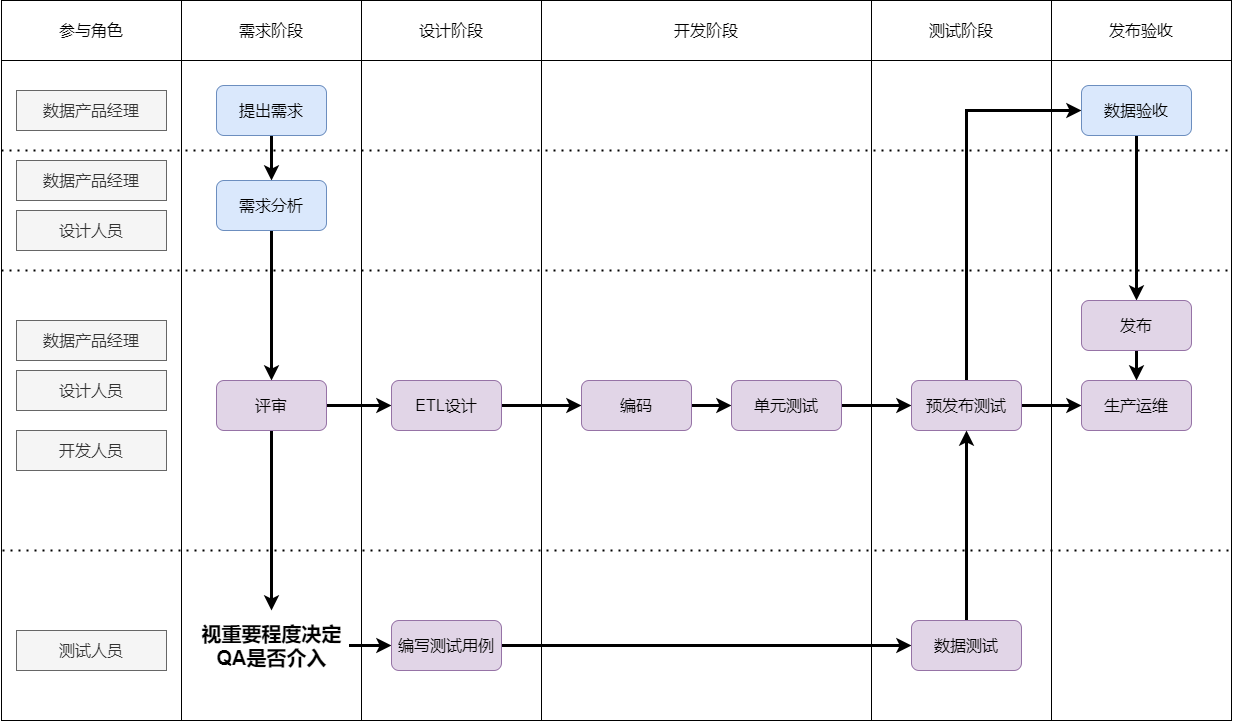 参与角色
需求阶段
设计阶段
开发阶段
测试阶段
发布验收
数据产品经理
提出需求
数据验收
数据产品经理
设计人员
需求分析
数据产品经理
设计人员
开发人员
发布
评审
ETL设计
编码
单元测试
预发布测试
生产运维
测试人员
视重要程度决定
QA是否介入
编写测试用例
数据测试